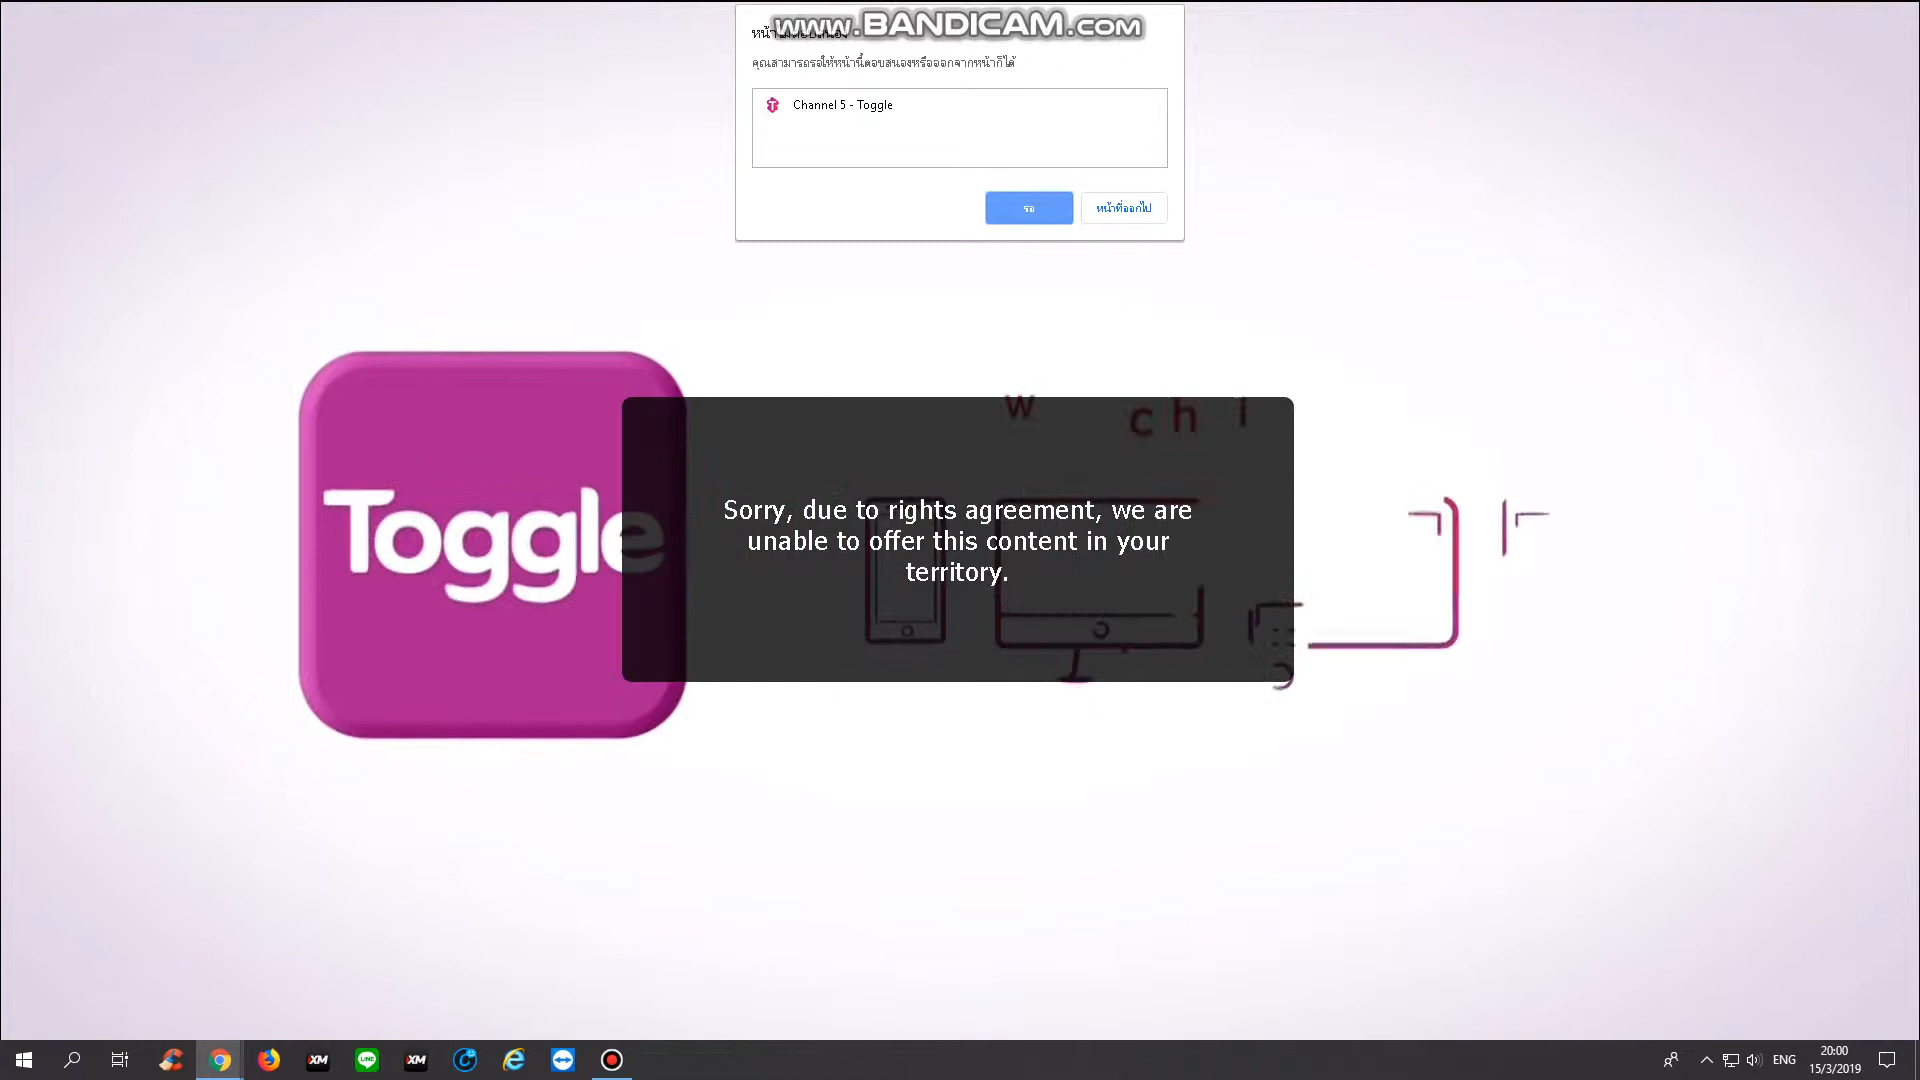 www.BANDICAM.com
คุณสามารถรอให้หน้านี้ตอบสนองหรือออกจากหน้าก็ได้
Channel 5 - Toggle
รอ
หน้าที่ออกไป
w
c h i
Toggle
Sorry, due to rights agreement, we are
unable to offer this content in your
territory.
XM
LINE
XM
ENG
20:00
15/3/2019